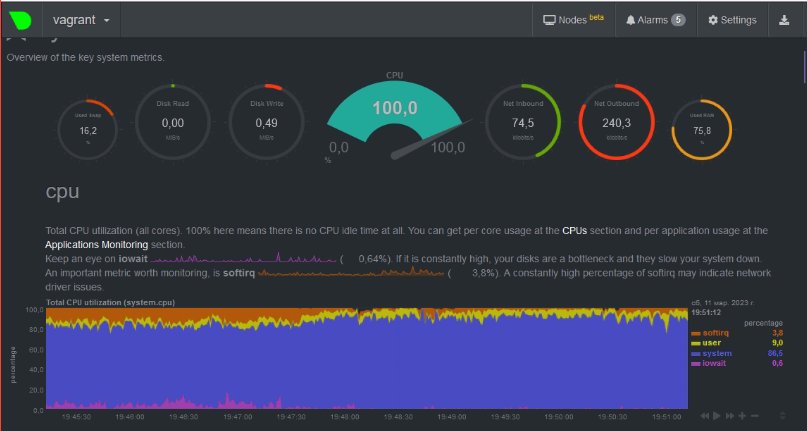 vagrant
Nodes beta
Alarms 5
Settings
Overview of the key system metrics.
CPU
Used Swap
16,2
%
Disk Read
0,00
MiB/s
Disk Write
0,49
MiB/s
100,0
0,0
100,0
%
Net Inbound
74,5
kilobits/s
Net Outbound
240,3
kilobits/s
Used RAM
75,8
%
cpu
Total CPU utilization (all cores). 100% here means there is no CPU idle time at all. You can get per core usage at the CPUs section and per application usage at the
Applications Monitoring section.
Keep an eye on iowait ( 0,64%). If it is constantly high, your disks are a bottleneck and they slow your system down.
An important metric worth monitoring, is softirq ( 3,8%). A constantly high percentage of softirq may indicate network
driver issues.
Total CPU utilization (system.cpu)
сб, 11 мар. 2023 г.
19:51:12
percentage
softirq 3,8
user 9,0
system 86,5
iowait 0,6
percentage
100,0
80,0
60,0
40,0
20,0
0,0
19:45:30
19:46:00
19:46:30
19:47:00
19:47:30
19:48:00
19:48:30
19:49:00
19:49:30
19:50:00
19:50:30
19:51:00